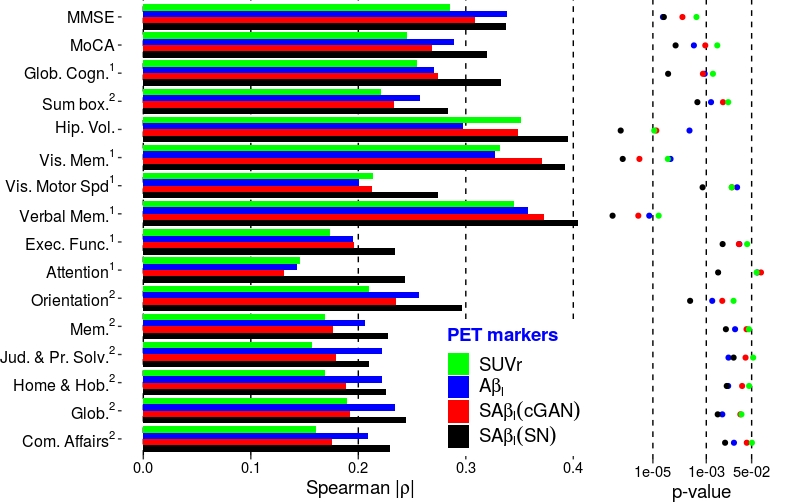 MMSE
MoCA
Glob. Cogn.¹
Sum box.²
Hip. Vol.
Vis. Mem.¹
Vis. Motor Spd¹
Verbal Mem.¹
Exec. Func.¹
Attention¹
Orientation²
Mem.²
Jud. & Pr. Solv.²
Home & Hob.²
Glob.²
Com. Affairs²
PET markers
SUVr
Aβₗ
SAβₗ(cGAN)
SAβₗ(SN)
0.0 0.1 0.2 0.3 0.4
Spearman |ρ|
1e-05 1e-03 5e-02
p-value